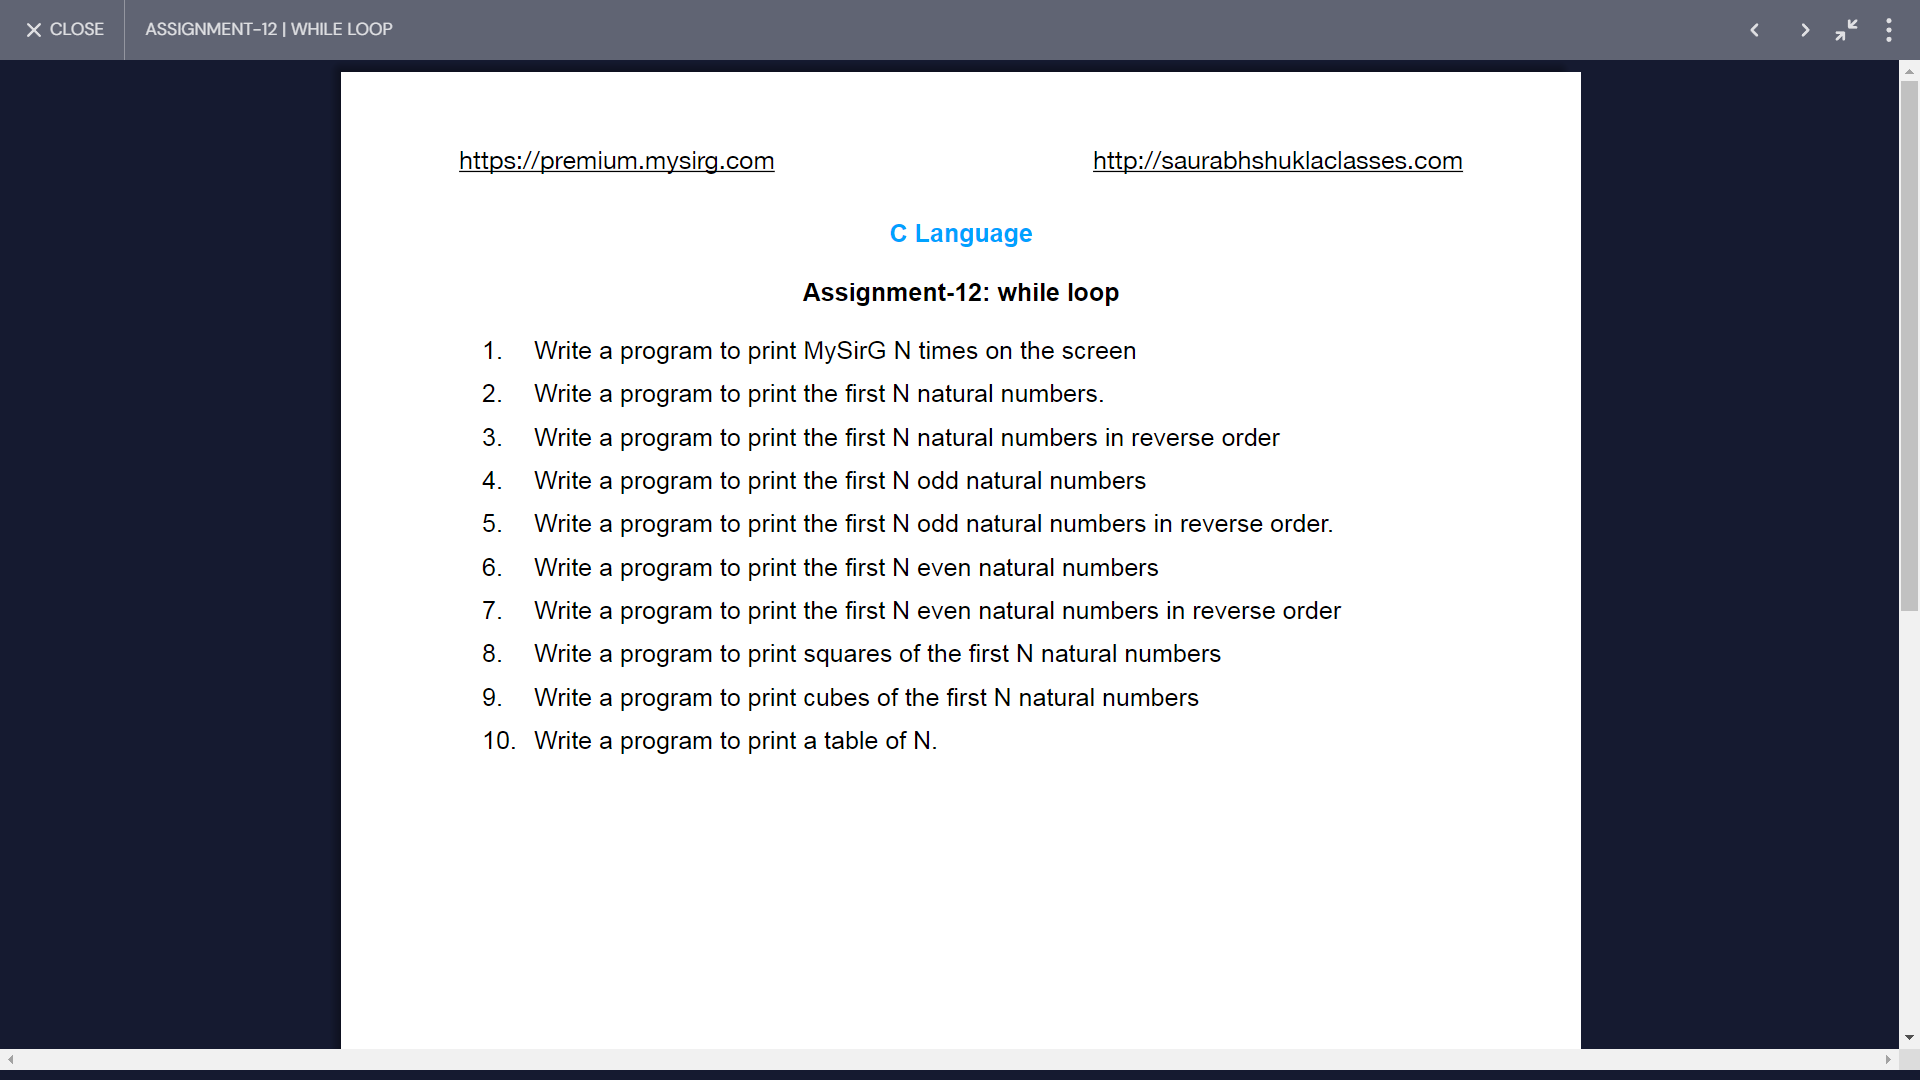 CLOSE ASSIGNMENT-12 | WHILE LOOP
https://premium.mysirg.com http://saurabhshuklaclasses.com
C Language
Assignment-12: while loop
1. Write a program to print MySirG N times on the screen
2. Write a program to print the first N natural numbers.
3. Write a program to print the first N natural numbers in reverse order
4. Write a program to print the first N odd natural numbers
5. Write a program to print the first N odd natural numbers in reverse order.
6. Write a program to print the first N even natural numbers
7. Write a program to print the first N even natural numbers in reverse order
8. Write a program to print squares of the first N natural numbers
9. Write a program to print cubes of the first N natural numbers
10. Write a program to print a table of N.